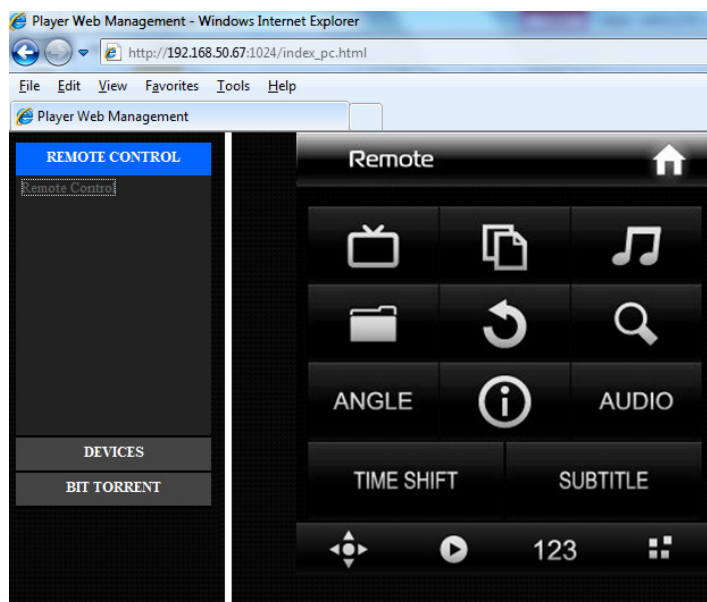 Player Web Management - Windows Internet Explorer
http://192.168.50.67:1024/index_pc.html
File Edit View Favorites Tools Help
Player Web Management
REMOTE CONTROL
Remote Control
DEVICES
BIT TORRENT
Remote
ANGLE
AUDIO
TIME SHIFT
SUBTITLE
123